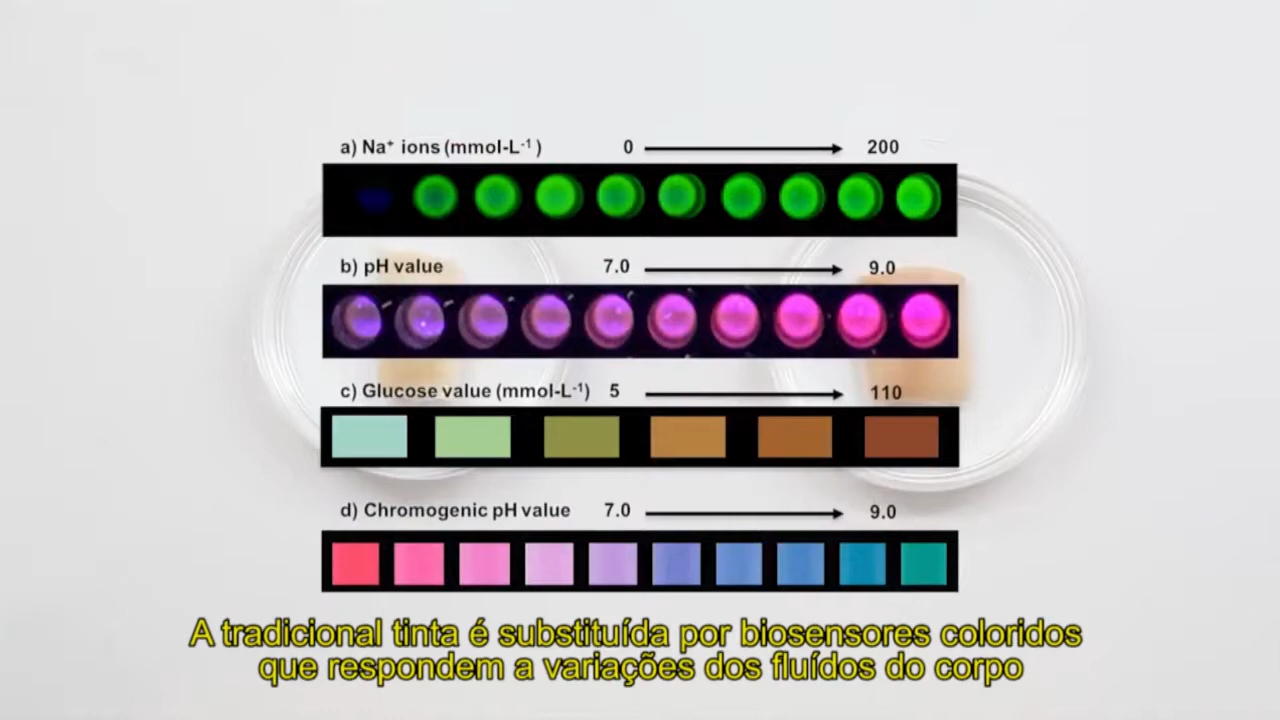 a) Na⁺ ions (mmol-L⁻¹) 0 200
b) pH value 7.0 9.0
c) Glucose value (mmol-L⁻¹) 5 110
d) Chromogenic pH value 7.0 9.0
A tradicional tinta é substituída por biosensores coloridos
que respondem a variações dos fluídos do corpo